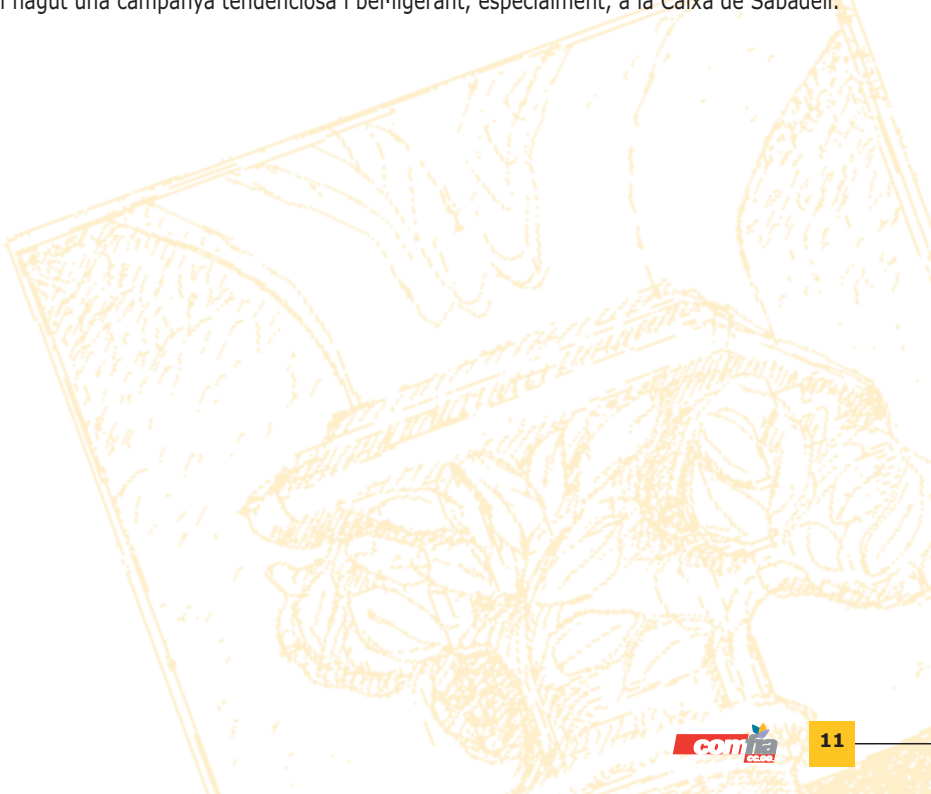 hagut una campanya tendenciosa i bel·ligerant, especialment, a la Caixa de Sabadell.
comfia
cc.oo.
11